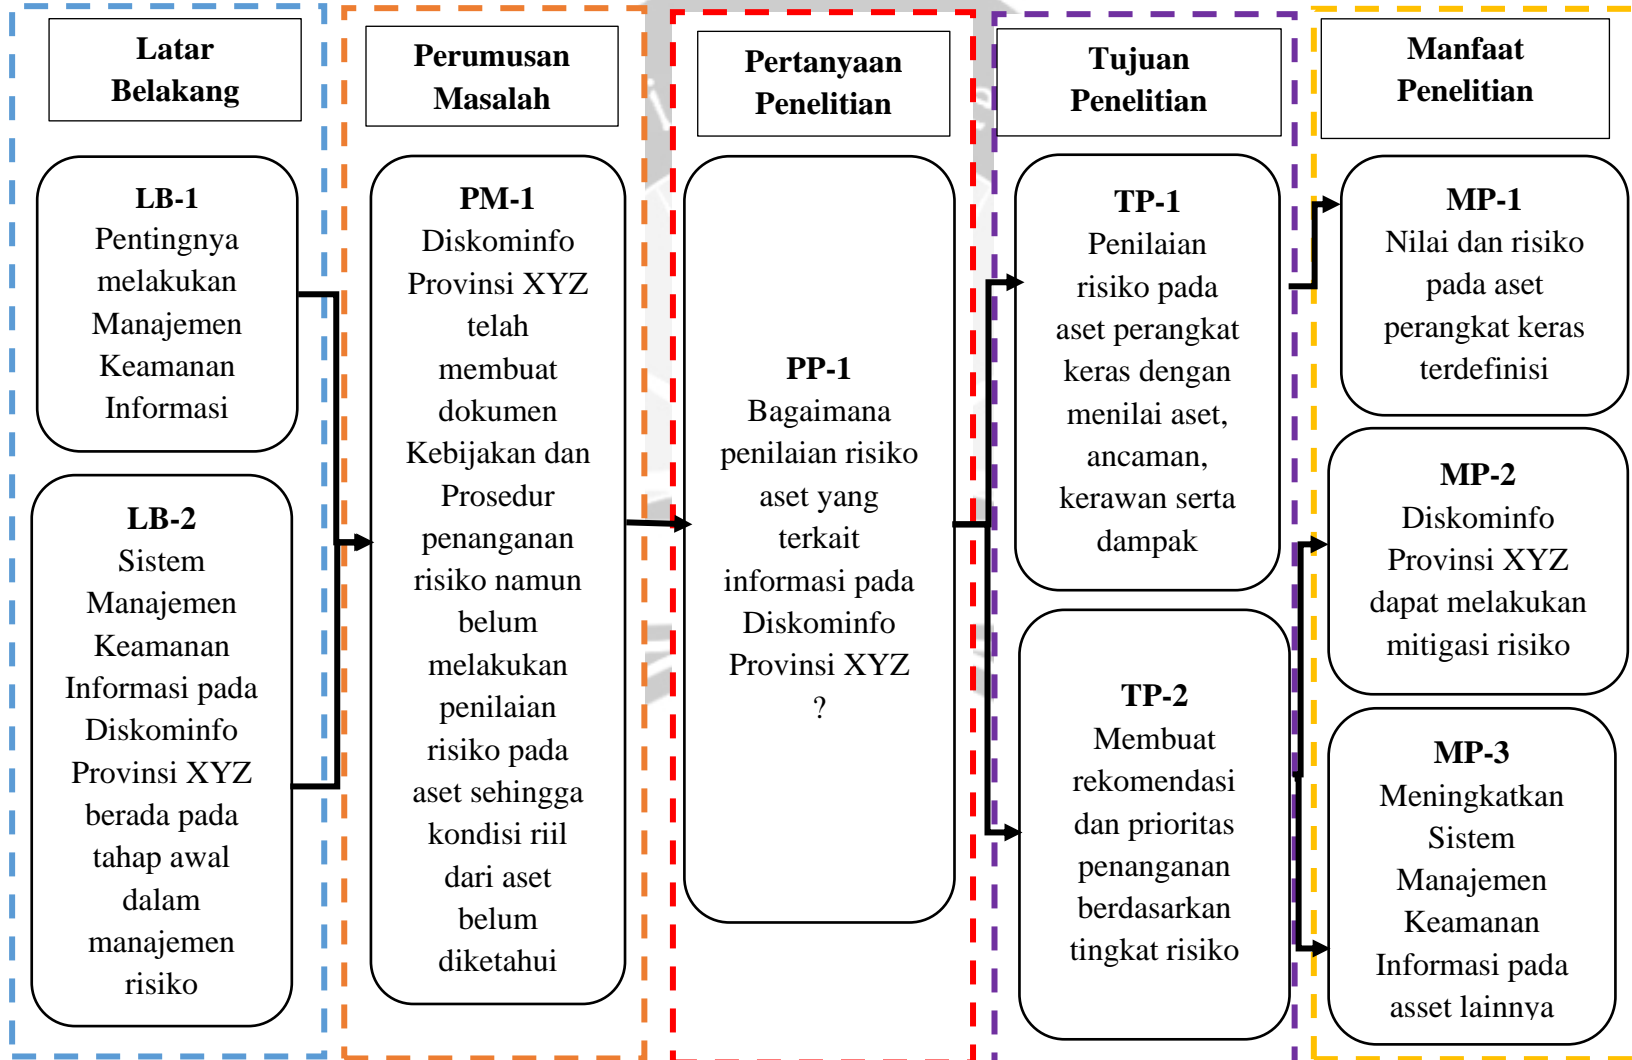 Latar
Belakang
LB-1
Pentingnya
melakukan
Manajemen
Keamanan
Informasi
LB-2
Sistem
Manajemen
Keamanan
Informasi pada
Diskominfo
Provinsi XYZ
berada pada
tahap awal
dalam
manajemen
risiko
Perumusan
Masalah
PM-1
Diskominfo
Provinsi XYZ
telah
membuat
dokumen
Kebijakan dan
Prosedur
penanganan
risiko namun
belum
melakukan
penilaian
risiko pada
aset sehingga
kondisi riil
dari aset
belum
diketahui
Pertanyaan
Penelitian
PP-1
Bagaimana
penilaian risiko
aset yang
terkait
informasi pada
Diskominfo
Provinsi XYZ
?
Tujuan
Penelitian
TP-1
Penilaian
risiko pada
aset perangkat
keras dengan
menilai aset,
ancaman,
kerawan serta
dampak
TP-2
Membuat
rekomendasi
dan prioritas
penanganan
berdasarkan
tingkat risiko
Manfaat
Penelitian
MP-1
Nilai dan risiko
pada aset
perangkat keras
terdefinisi
MP-2
Diskominfo
Provinsi XYZ
dapat melakukan
mitigasi risiko
MP-3
Meningkatkan
Sistem
Manajemen
Keamanan
Informasi pada
asset lainnya